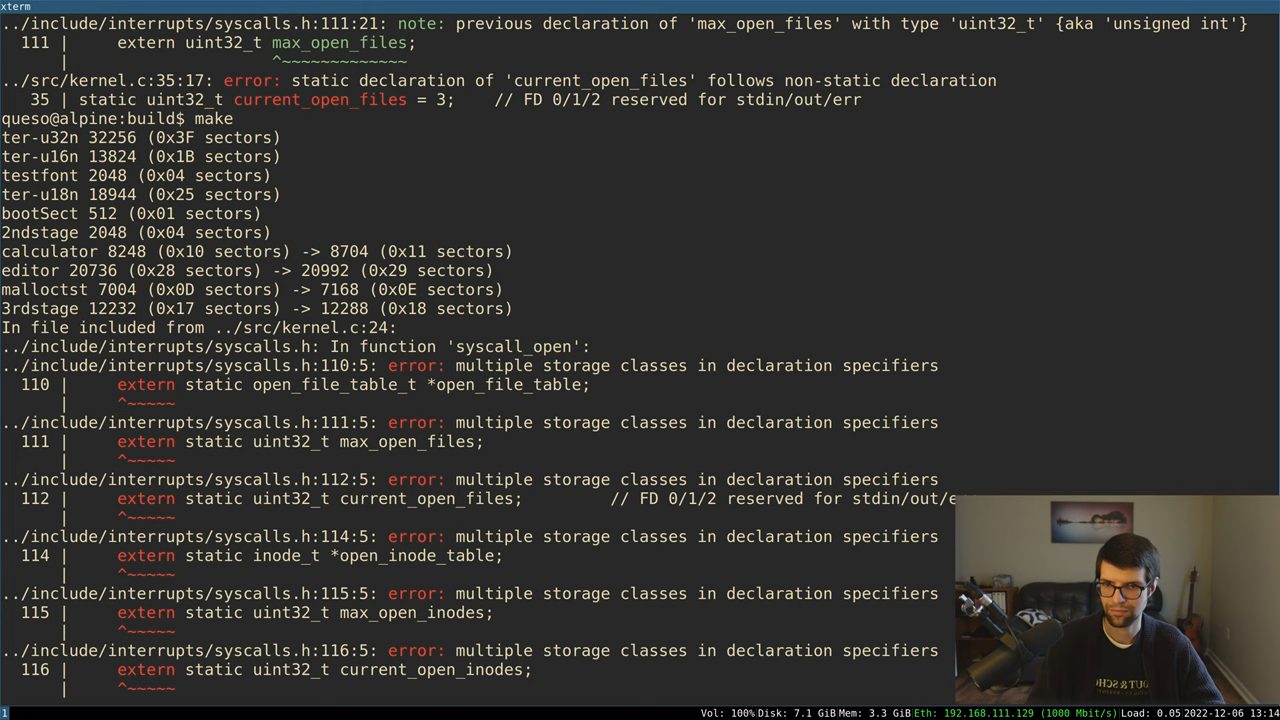 xterm
../include/interrupts/syscalls.h:111:21: note: previous declaration of 'max_open_files' with type 'uint32_t' {aka 'unsigned int'}
  111 |     extern uint32_t max_open_files;
      |                     ^~~~~~~~~~~~~~
../src/kernel.c:35:17: error: static declaration of 'current_open_files' follows non-static declaration
   35 | static uint32_t current_open_files = 3;    // FD 0/1/2 reserved for stdin/out/err
queso@alpine:build$ make
ter-u32n 32256 (0x3F sectors)
ter-u16n 13824 (0x1B sectors)
testfont 2048 (0x04 sectors)
ter-u18n 18944 (0x25 sectors)
bootSect 512 (0x01 sectors)
2ndstage 2048 (0x04 sectors)
calculator 8248 (0x10 sectors) -> 8704 (0x11 sectors)
editor 20736 (0x28 sectors) -> 20992 (0x29 sectors)
malloctst 7004 (0x0D sectors) -> 7168 (0x0E sectors)
3rdstage 12232 (0x17 sectors) -> 12288 (0x18 sectors)
In file included from ../src/kernel.c:24:
../include/interrupts/syscalls.h: In function 'syscall_open':
../include/interrupts/syscalls.h:110:5: error: multiple storage classes in declaration specifiers
  110 |     extern static open_file_table_t *open_file_table;
      |     ^~~~~~
../include/interrupts/syscalls.h:111:5: error: multiple storage classes in declaration specifiers
  111 |     extern static uint32_t max_open_files;
      |     ^~~~~~
../include/interrupts/syscalls.h:112:5: error: multiple storage classes in declaration specifiers
  112 |     extern static uint32_t current_open_files;         // FD 0/1/2 reserved for stdin/out/
      |     ^~~~~~
../include/interrupts/syscalls.h:114:5: error: multiple storage classes in declaration specifiers
  114 |     extern static inode_t *open_inode_table;
      |     ^~~~~~
../include/interrupts/syscalls.h:115:5: error: multiple storage classes in declaration specifiers
  115 |     extern static uint32_t max_open_inodes;
      |     ^~~~~~
../include/interrupts/syscalls.h:116:5: error: multiple storage classes in declaration specifiers
  116 |     extern static uint32_t current_open_inodes;
      |     ^~~~~~
1 Vol: 100% Disk: 7.1 GiB Mem: 3.3 GiB Eth: 192.168.111.129 (1000 Mbit/s) Load: 0.05 2022-12-06 13:14